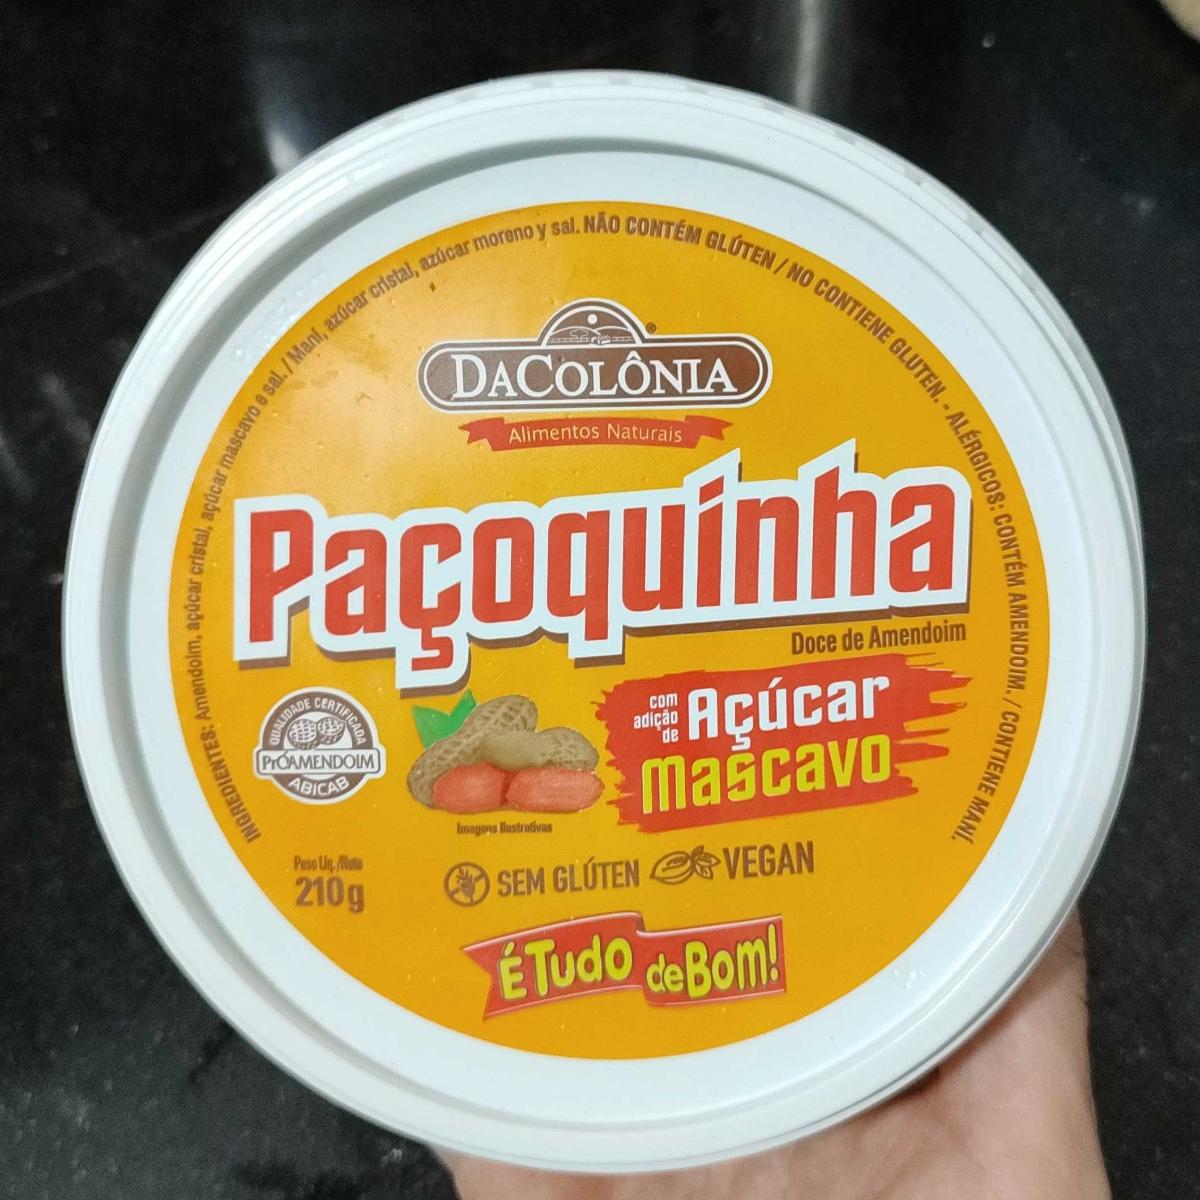 INGREDIENTES: Amendoim, açúcar cristal, açúcar mascavo e sal. / Maní, azúcar cristal, azúcar moreno y sal. NÃO CONTÉM GLÚTEN / NO CONTIENE GLUTEN. - ALÉRGICOS: CONTÉM AMENDOIM. / CONTIENE MANÍ.
DACOLÔNIA®
Alimentos Naturais
Paçoquinha
Doce de Amendoim
com adição de
Açúcar
mascavo
QUALIDADE CERTIFICADA
PRÓAMENDOIM
ABICAB
Imagens Ilustrativas
Peso Líq./Neto
210g
SEM GLÚTEN
VEGAN
É Tudo de Bom!